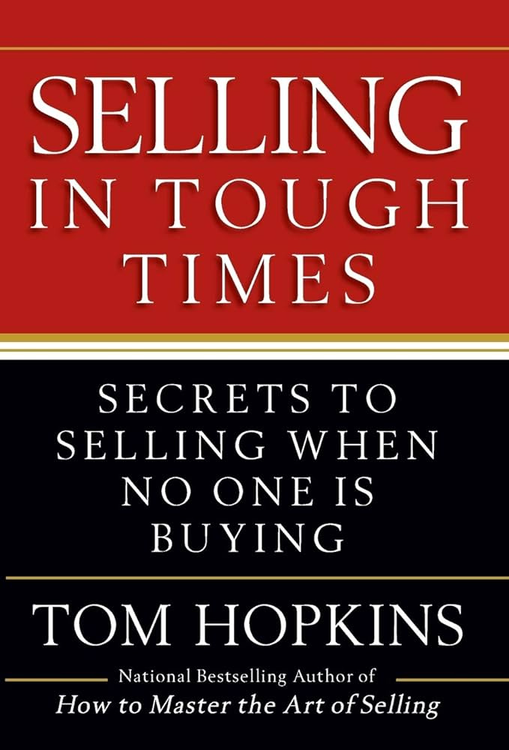 SELLING
IN TOUGH
TIMES
SECRETS TO
SELLING WHEN
NO ONE IS
BUYING
TOM HOPKINS
National Bestselling Author of
How to Master the Art of Selling